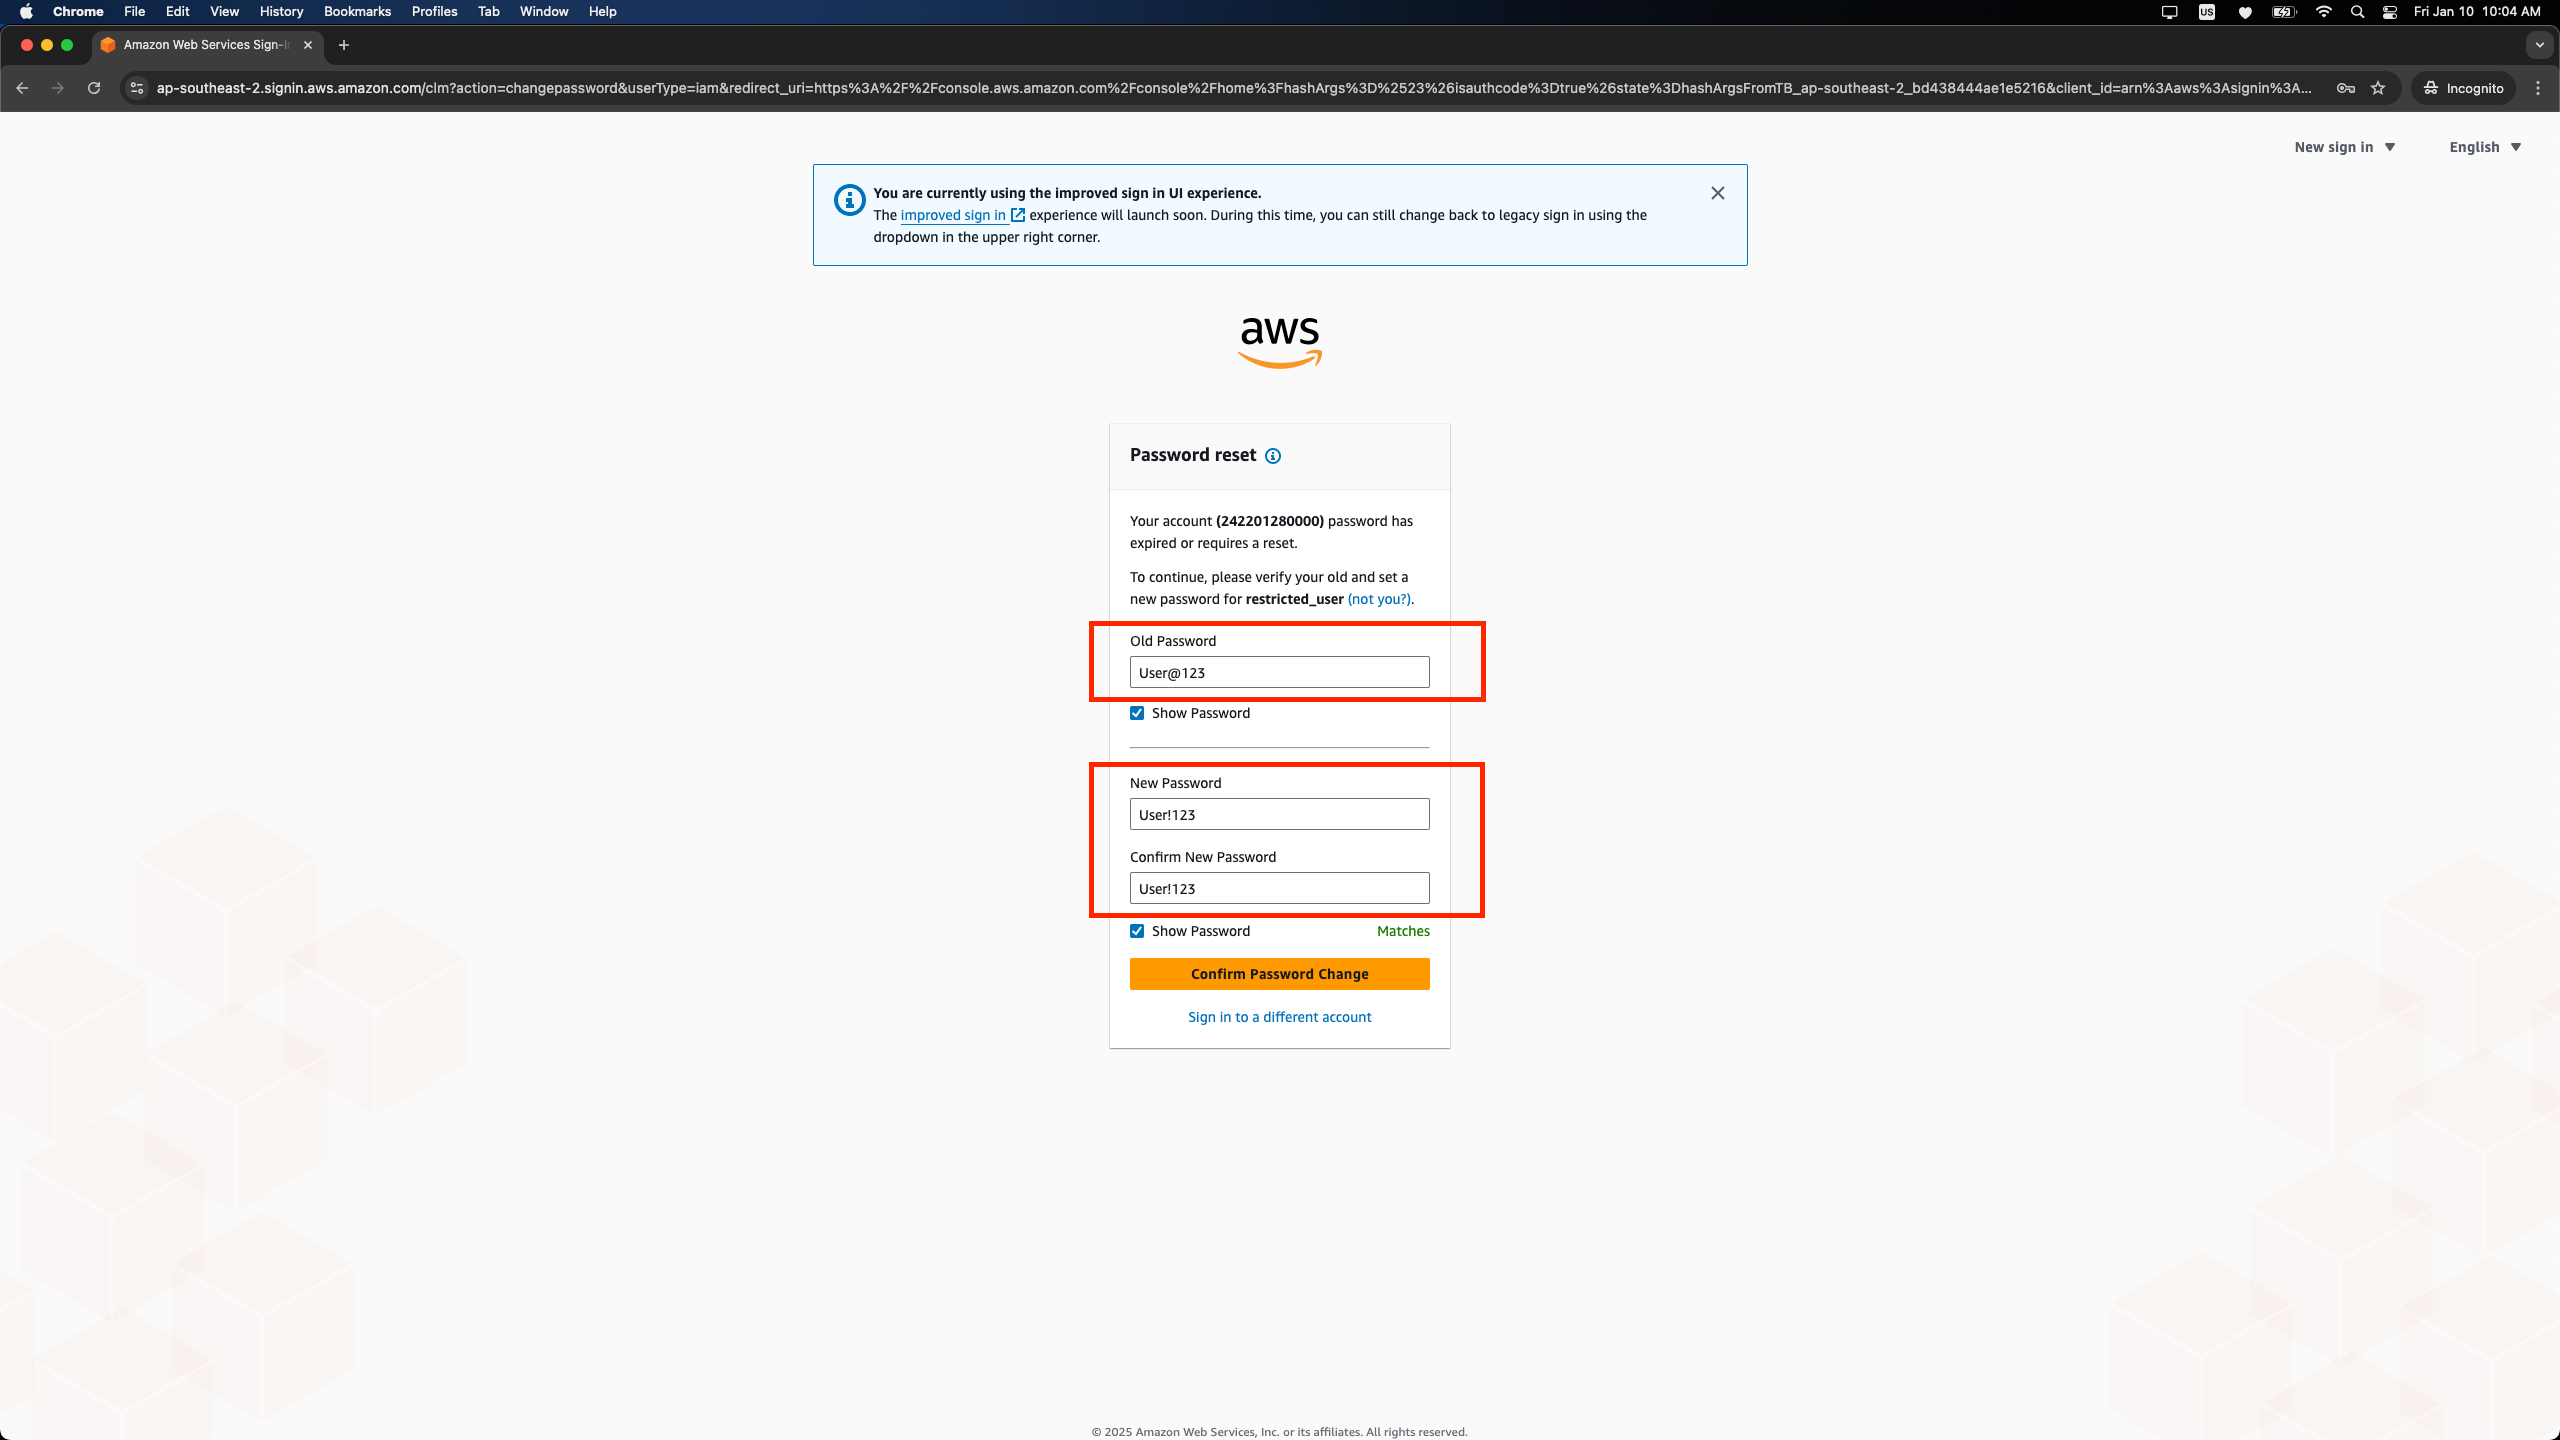 Chrome File Edit View History Bookmarks Profiles Tab Window Help US Fri Jan 10 10:04 AM
Amazon Web Services Sign-In
ap-southeast-2.signin.aws.amazon.com/clm?action=changepassword&userType=iam&redirect_uri=https%3A%2F%2Fconsole.aws.amazon.com%2Fconsole%2Fhome%3FhashArgs%3D%2523%26isauthcode%3Dtrue%26state%3DhashArgsFromTB_ap-southeast-2_bd438444ae1e5216&client_id=arn%3Aaws%3Asignin%3A... Incognito
New sign in English
You are currently using the improved sign in UI experience.
The improved sign in experience will launch soon. During this time, you can still change back to legacy sign in using the
dropdown in the upper right corner.
aws
Password reset
Your account (242201280000) password has
expired or requires a reset.
To continue, please verify your old and set a
new password for restricted_user (not you?).
Old Password
User@123
Show Password
New Password
User!123
Confirm New Password
User!123
Show Password Matches
Confirm Password Change
Sign in to a different account
© 2025 Amazon Web Services, Inc. or its affiliates. All rights reserved.